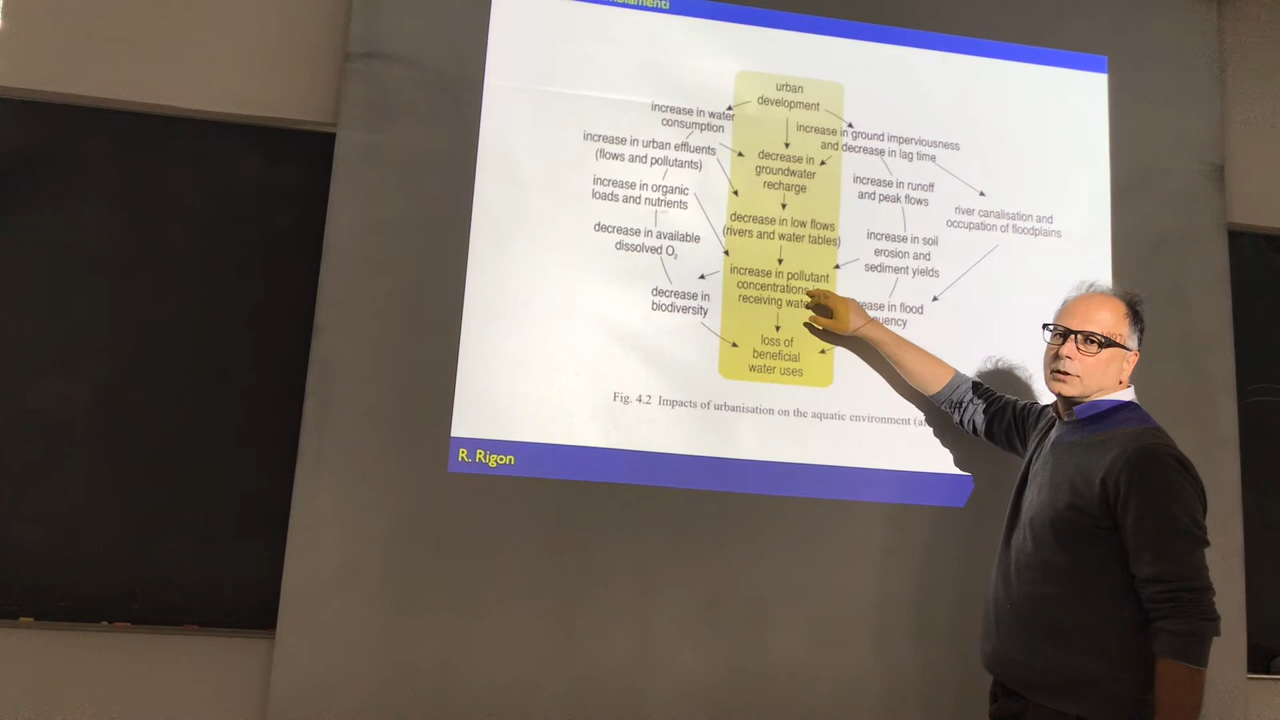 urban
development
increase in water
consumption
increase in ground imperviousness
and decrease in lag time
increase in urban effluents
(flows and pollutants)
decrease in
groundwater
recharge
increase in organic
loads and nutrients
increase in runoff
and peak flows
river canalisation and
occupation of floodplains
decrease in low flows
(rivers and water tables)
decrease in available
dissolved O₂
increase in soil
erosion and
sediment yields
increase in pollutant
concentrations
receiving
decrease in
biodiversity
in flood
loss of
beneficial
water uses
Fig. 4.2 Impacts of urbanisation on the aquatic environment
R. Rigon